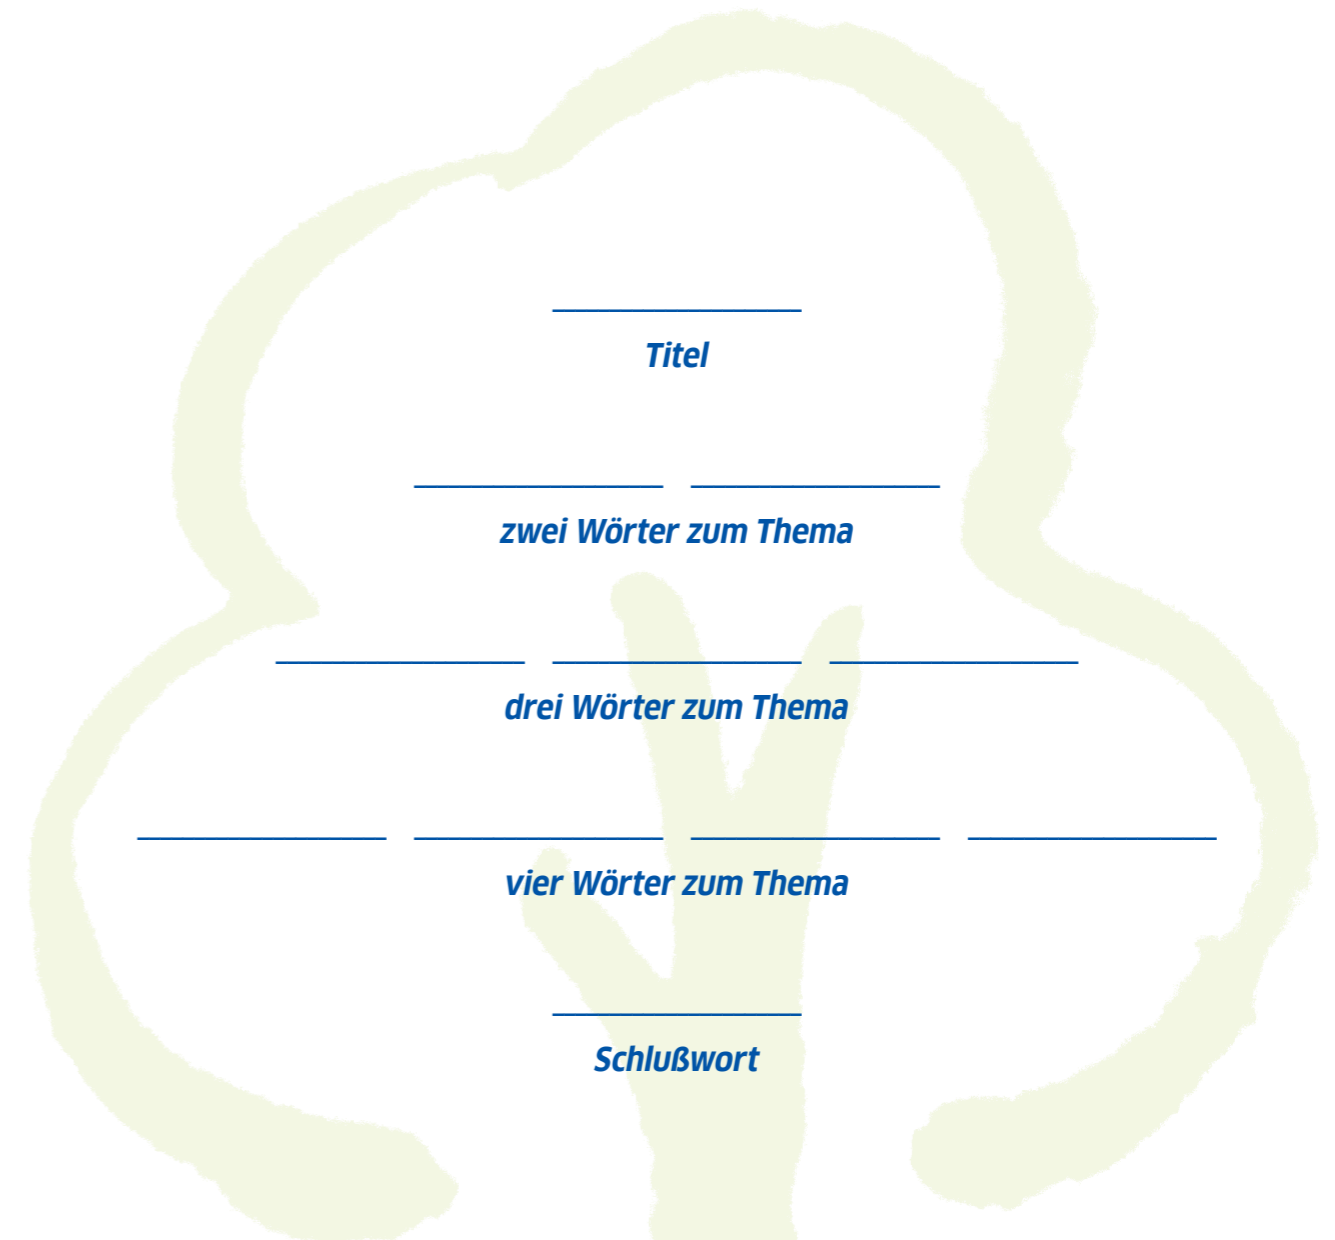 Titel
zwei Wörter zum Thema
drei Wörter zum Thema
vier Wörter zum Thema
Schlußwort